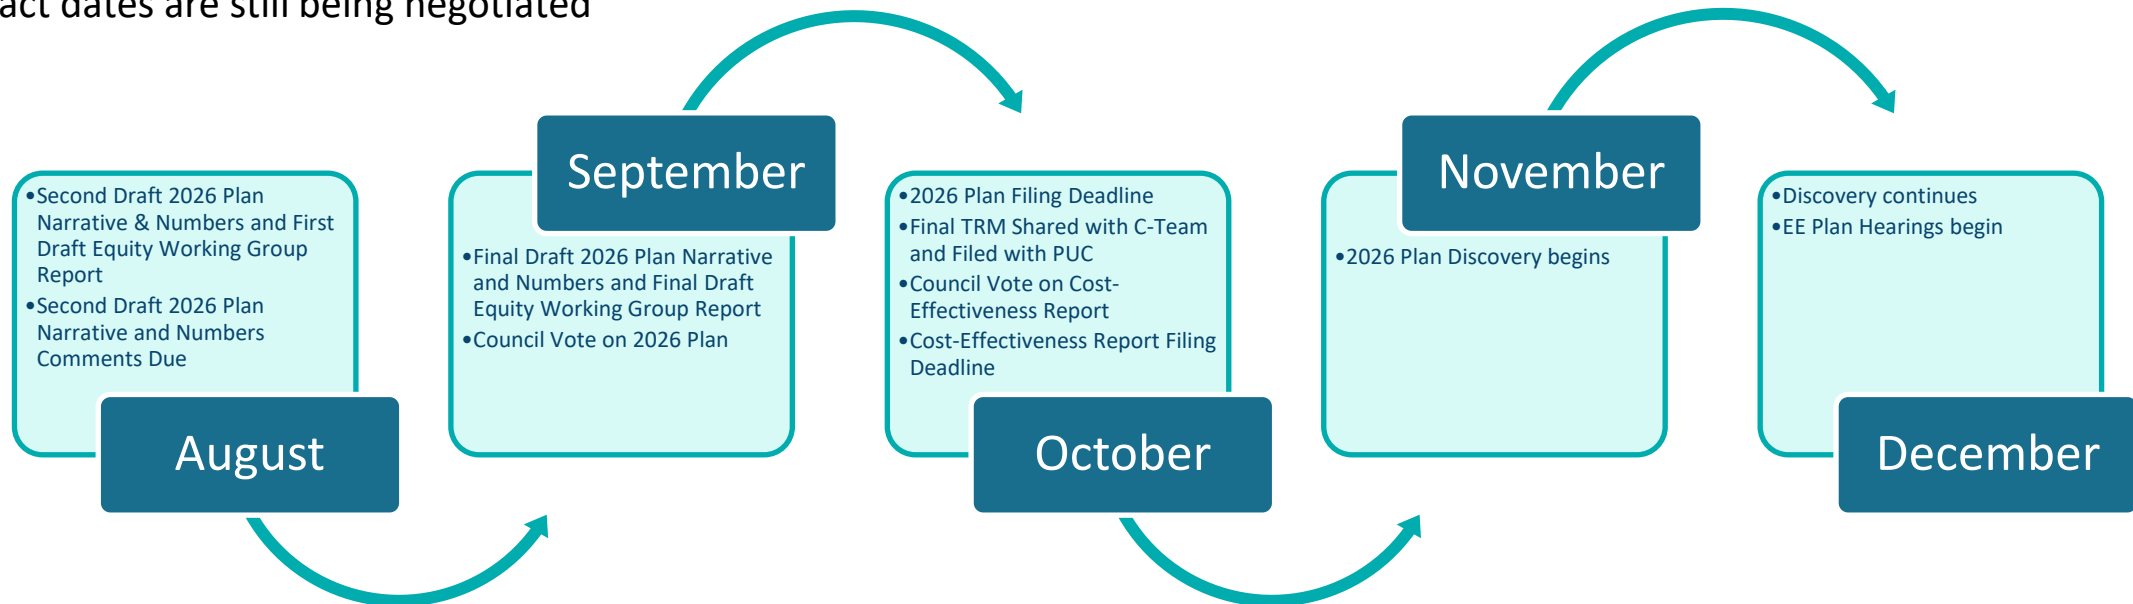 act dates are still being negotiated
•Second Draft 2026 Plan
Narrative & Numbers and First
Draft Equity Working Group
Report
•Second Draft 2026 Plan
Narrative and Numbers
Comments Due
August
September
•Final Draft 2026 Plan Narrative
and Numbers and Final Draft
Equity Working Group Report
•Council Vote on 2026 Plan
•2026 Plan Filing Deadline
•Final TRM Shared with C-Team
and Filed with PUC
•Council Vote on Cost-
Effectiveness Report
•Cost-Effectiveness Report Filing
Deadline
October
November
•2026 Plan Discovery begins
•Discovery continues
•EE Plan Hearings begin
December